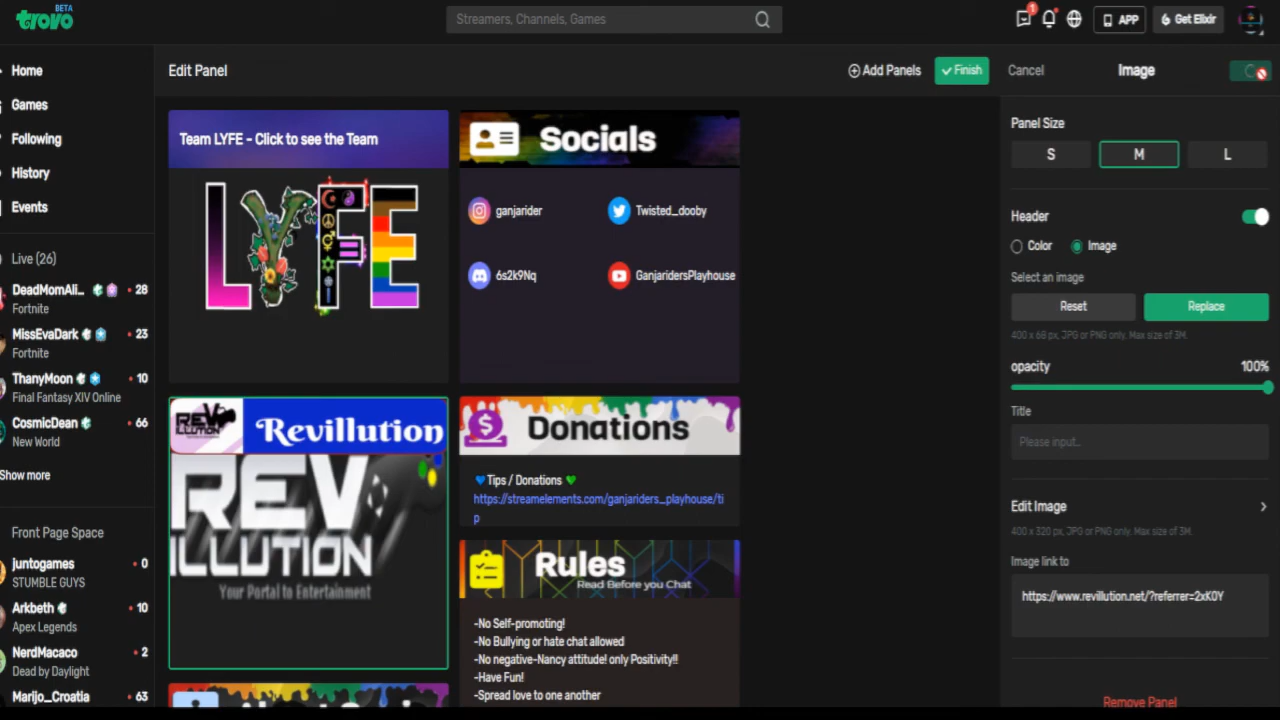 BETA
trovo
Streamers, Channels, Games
1
APP
Get Elixir
Home
Games
Following
History
Events
Live (26)
DeadMomAli...
28
Fortnite
MissEvaDark
23
Fortnite
ThanyMoon
10
Final Fantasy XIV Online
CosmicDean
66
New World
Show more
Front Page Space
juntogames
0
STUMBLE GUYS
Arkbeth
10
Apex Legends
NerdMacaco
2
Dead by Daylight
Marijo_Croatia
63
Edit Panel
Add Panels
Finish
Team LYFE - Click to see the Team
LYFE
Socials
ganjarider
Twisted_dooby
6s2k9Nq
GanjaridersPlayhouse
REV
ILLUTION
Revillution
REV
ILLUTION
Your Portal to Entertainment
Donations
💙Tips / Donations 💚
https://streamelements.com/ganjariders_playhouse/ti
p
Rules
Read Before you Chat
-No Self-promoting!
-No Bullying or hate chat allowed
-No negative-Nancy attitude! only Positivity!!
-Have Fun!
-Spread love to one another
Cancel
Image
Panel Size
S
M
L
Header
Color
Image
Select an image
Reset
Replace
400 x 68 px, JPG or PNG only. Max size of 3M.
opacity
100%
Title
Please input...
Edit Image
400 x 320 px, JPG or PNG only. Max size of 3M.
Image link to
https://www.revillution.net/?referrer=2xK0Y
Remove Panel